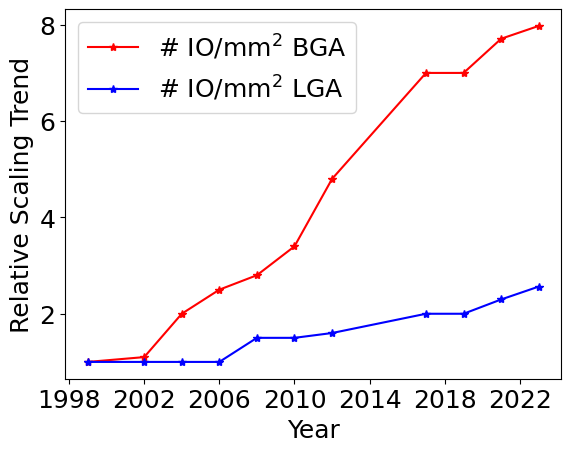 # IO/mm² BGA
# IO/mm² LGA
8
6
4
2
Relative Scaling Trend
1998 2002 2006 2010 2014 2018 2022
Year